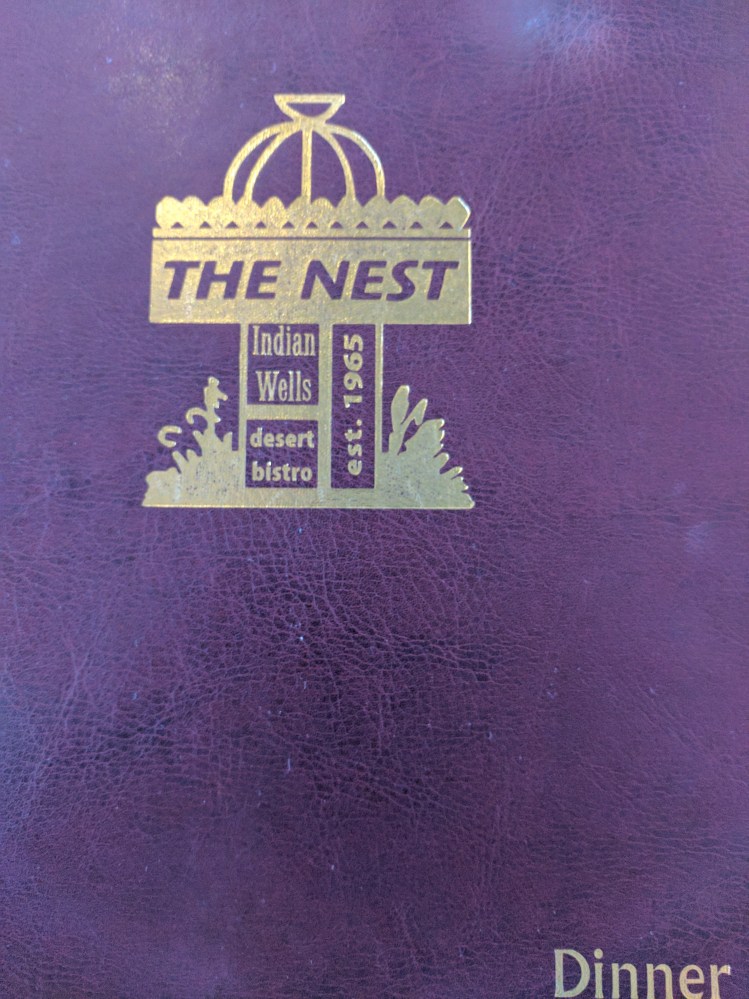 THE NEST
Indian
Wells
desert
bistro
est. 1965
Dinner